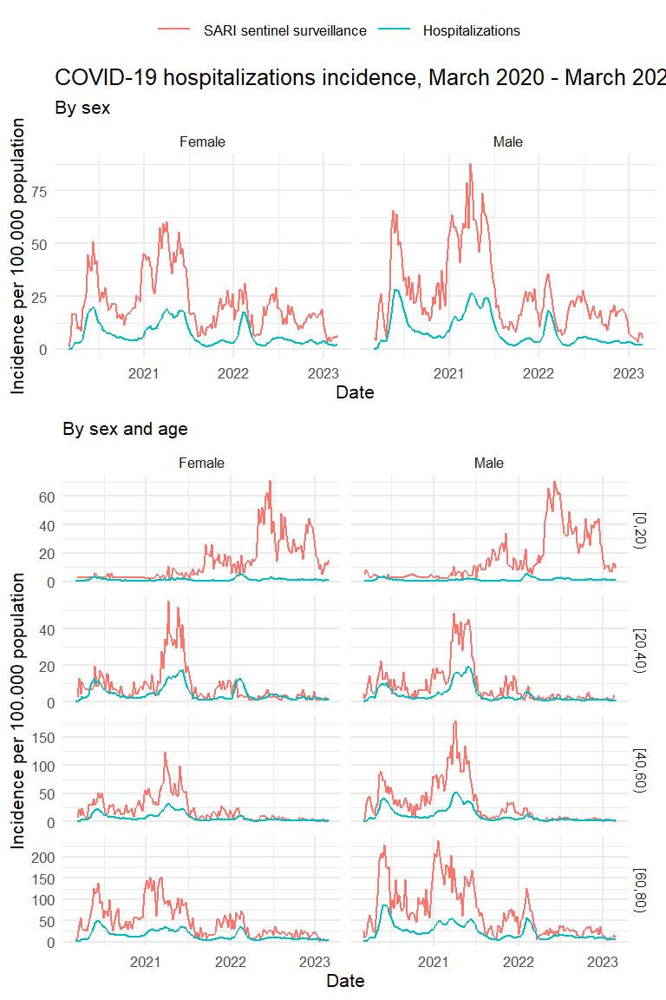 SARI sentinel surveillance Hospitalizations
COVID-19 hospitalizations incidence, March 2020 - March 202
By sex
Female Male
Incidence per 100.000 population
75
50
25
0
2021 2022 2023 2021 2022 2023
Date
By sex and age
Female Male
Incidence per 100.000 population
60
40
20
0
[0,20)
40
20
0
[20,40)
150
100
50
0
[40,60)
200
150
100
50
0
[60,80)
2021 2022 2023 2021 2022 2023
Date